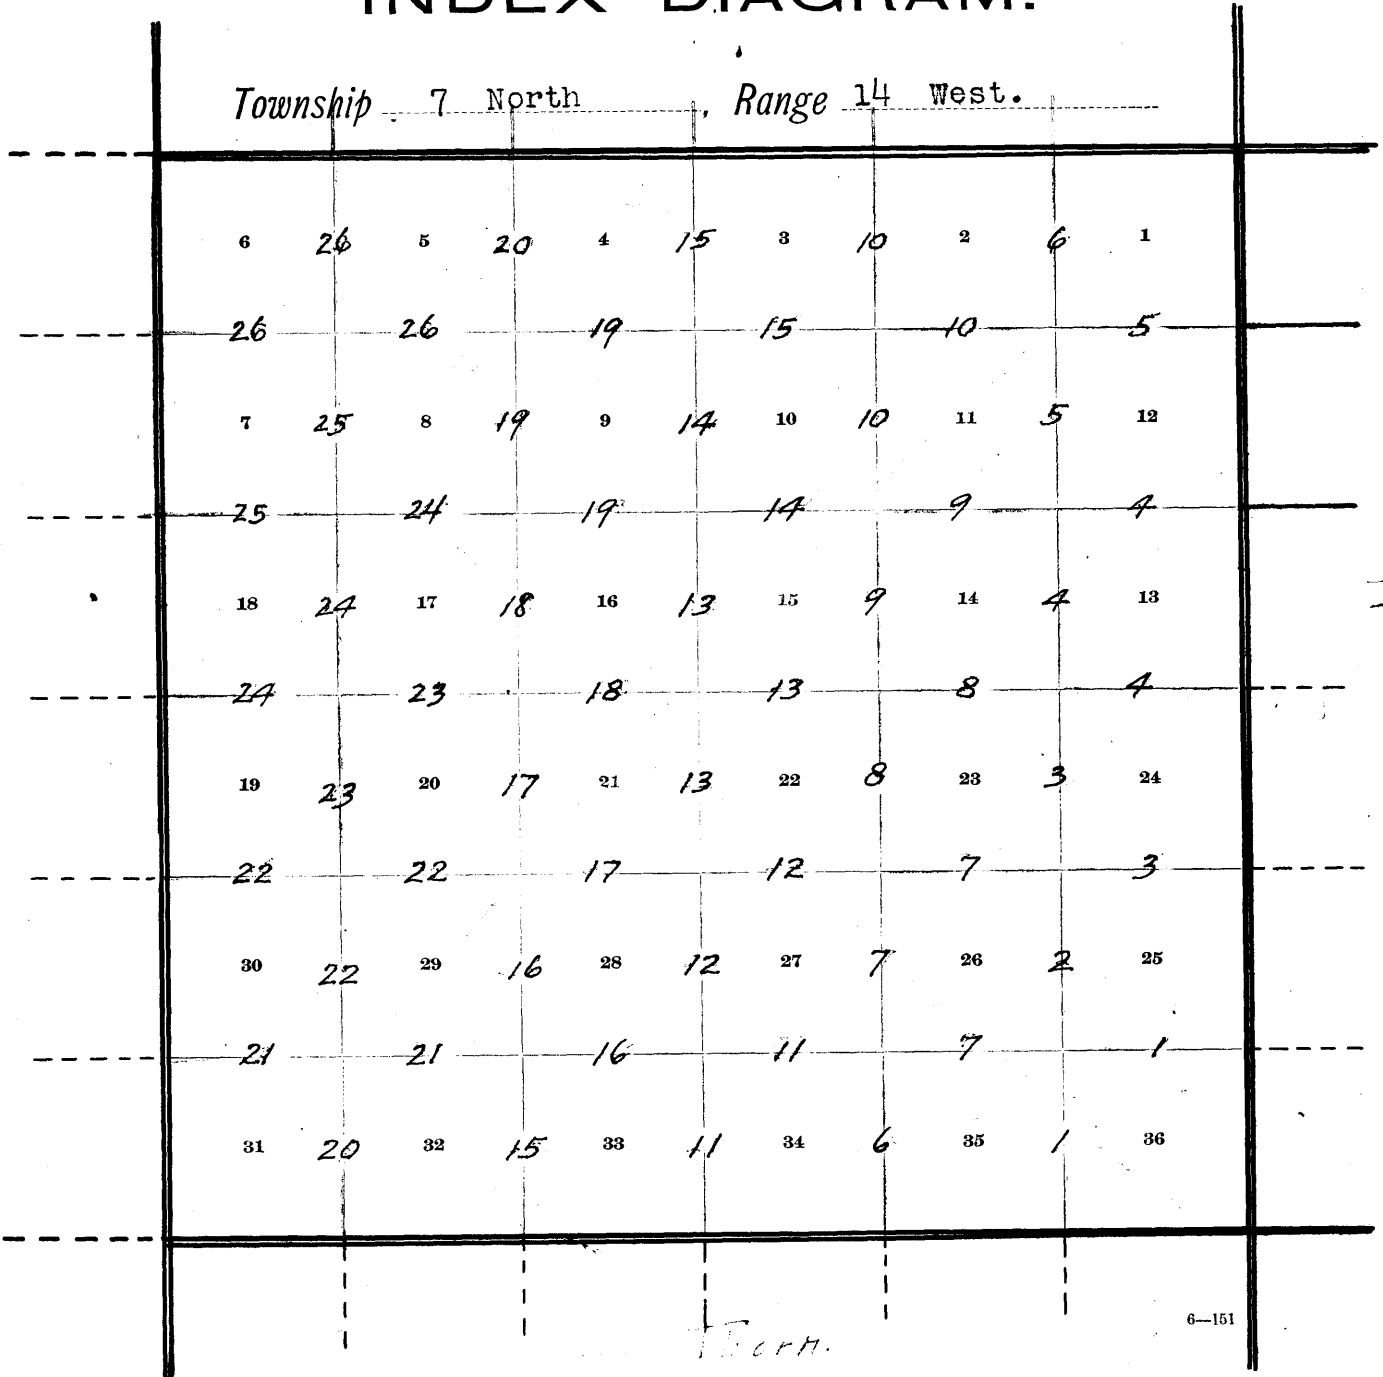 INDEX DIAGRAM.
Township 7 North, Range 14 West.
6 26 5 20 4 15 3 10 2 6 1
26 26 19 15 10 5
7 25 8 19 9 14 10 10 11 5 12
25 24 19 14 9 4
18 24 17 18 16 13 15 9 14 4 13
24 23 18 13 8 4
19 23 20 17 21 13 22 8 23 3 24
22 22 17 12 7 3
30 22 29 16 28 12 27 7 26 2 25
21 21 16 11 7 1
31 20 32 15 33 11 34 6 35 1 36
6—151